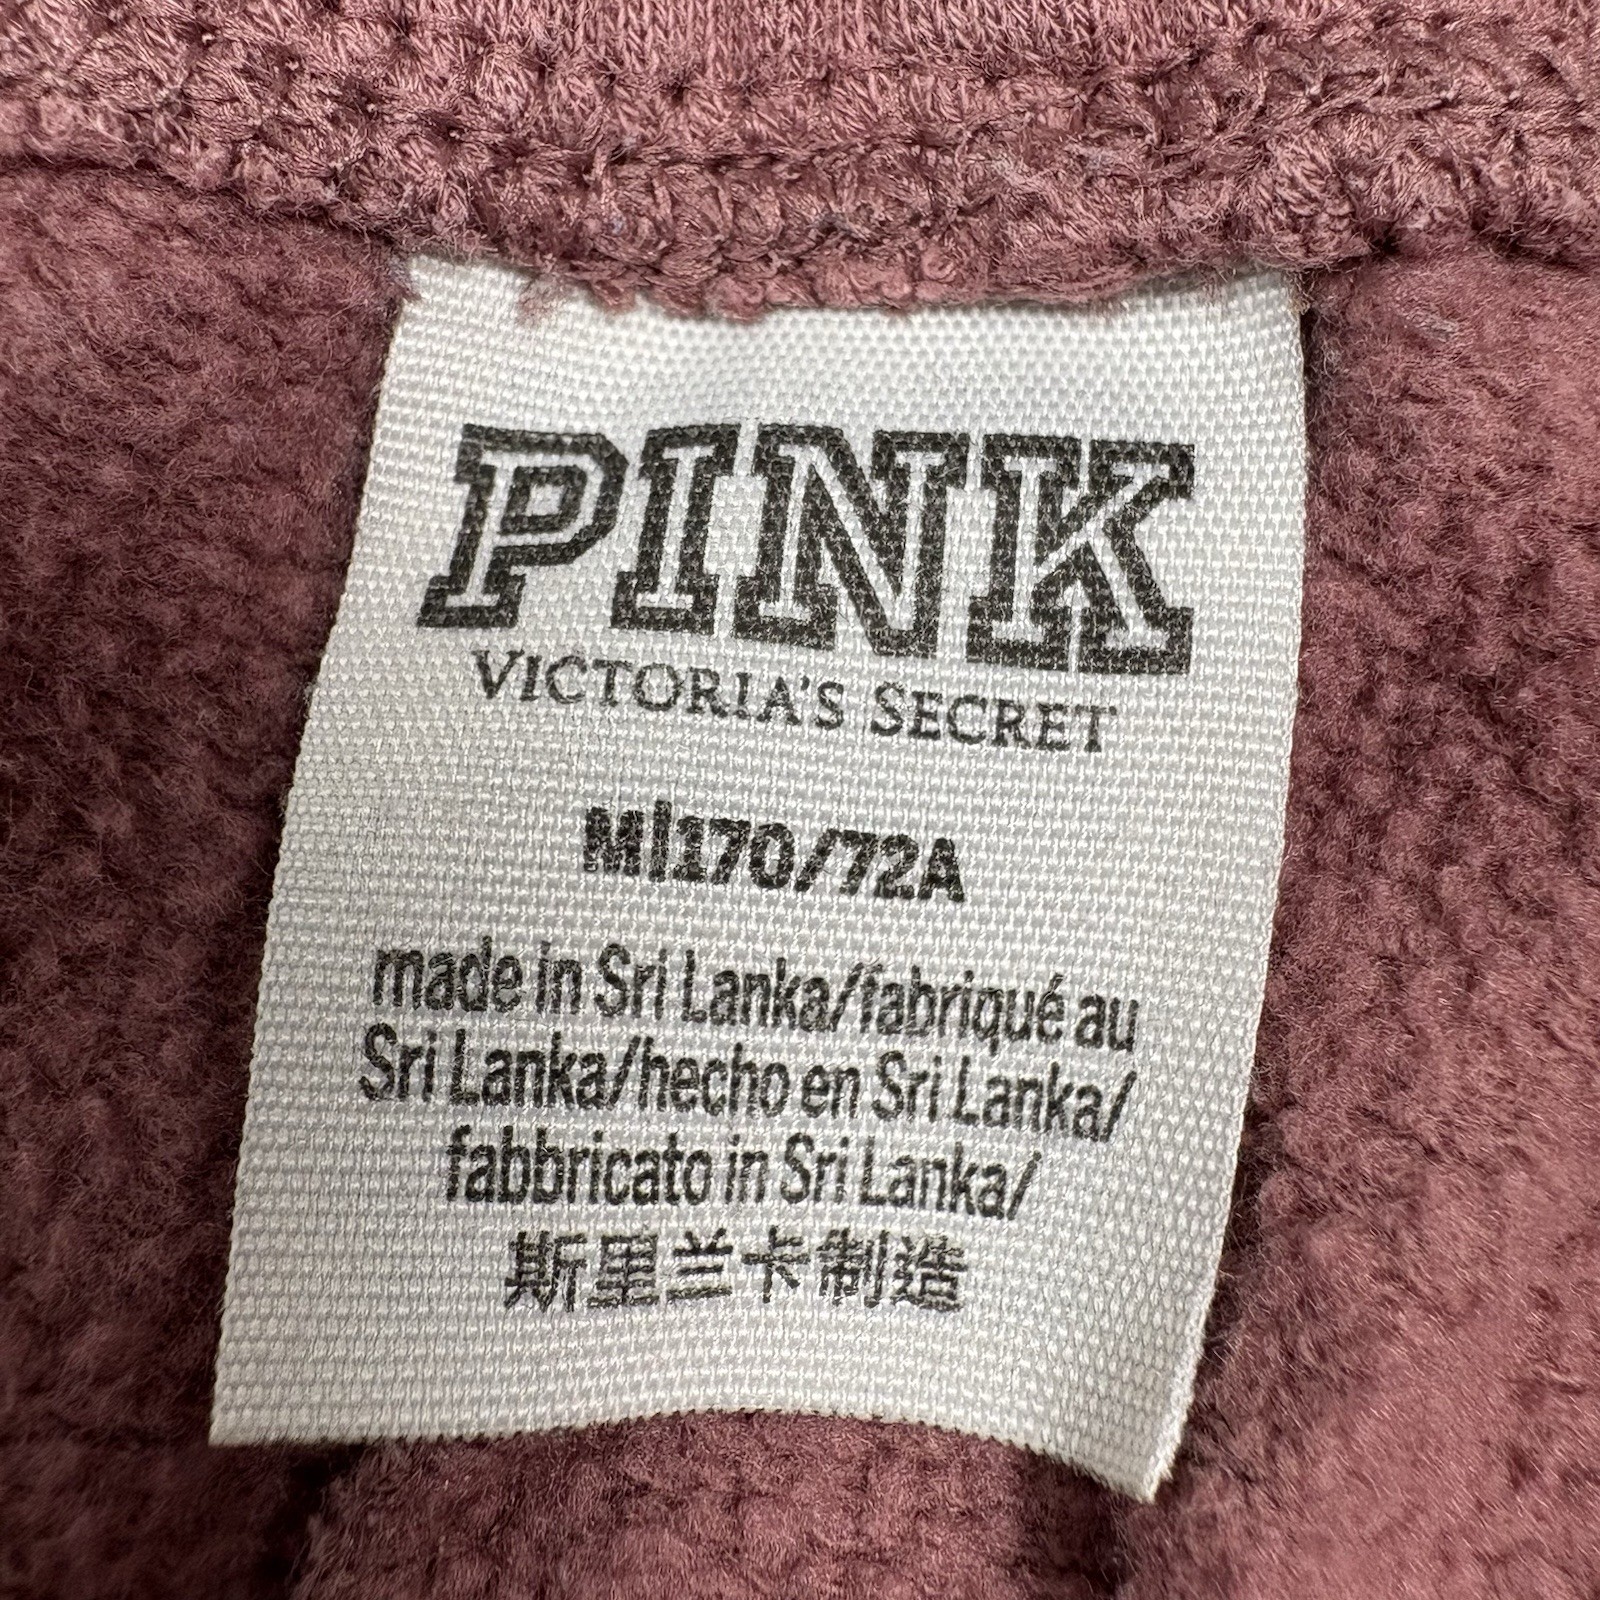 PINK
VICTORIA'S SECRET
M|170/72A
made in Sri Lanka/fabriqué au
Sri Lanka/hecho en Sri Lanka/
fabbricato in Sri Lanka/
斯里兰卡制造